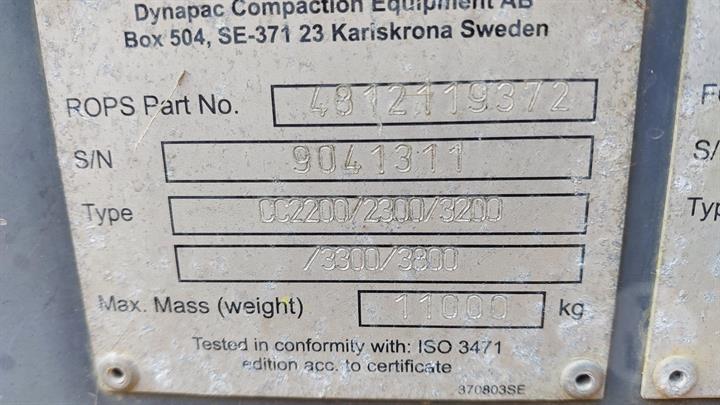 Dynapac Compaction Equipment AB
Box 504, SE-371 23 Karlskrona Sweden
ROPS Part No. 4812119372
S/N 9041311
Type CC2200/2300/3200
/3300/3800
Max. Mass (weight) 11000 kg
Tested in conformity with: ISO 3471
edition acc. to certificate
370803SE
F
S/
Typ